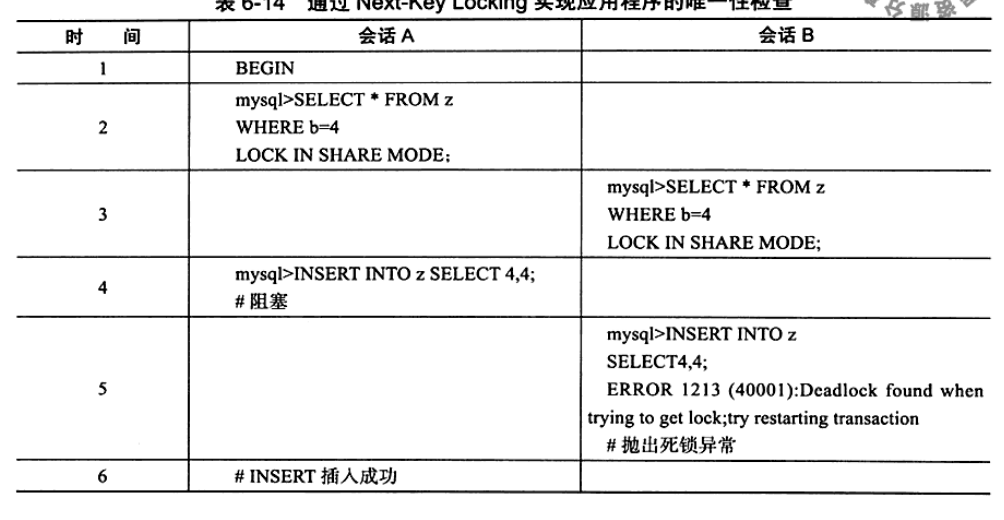 表 6-14 通过 Next-Key Locking 实现应用程序的唯一性检查
时 间 会话 A 会话 B
1 BEGIN
mysql>SELECT * FROM z
2 WHERE b=4
LOCK IN SHARE MODE;
mysql>SELECT * FROM z
3 WHERE b=4
LOCK IN SHARE MODE;
mysql>INSERT INTO z SELECT 4,4;
4
# 阻塞
mysql>INSERT INTO z
SELECT4,4;
5 ERROR 1213 (40001):Deadlock found when
trying to get lock;try restarting transaction
# 抛出死锁异常
6 # INSERT 插入成功